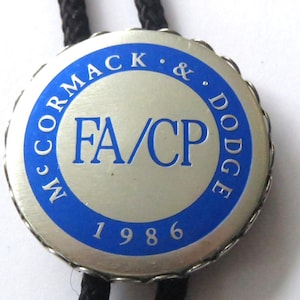 McCORMACK · & · DODGE
FA/CP
1986